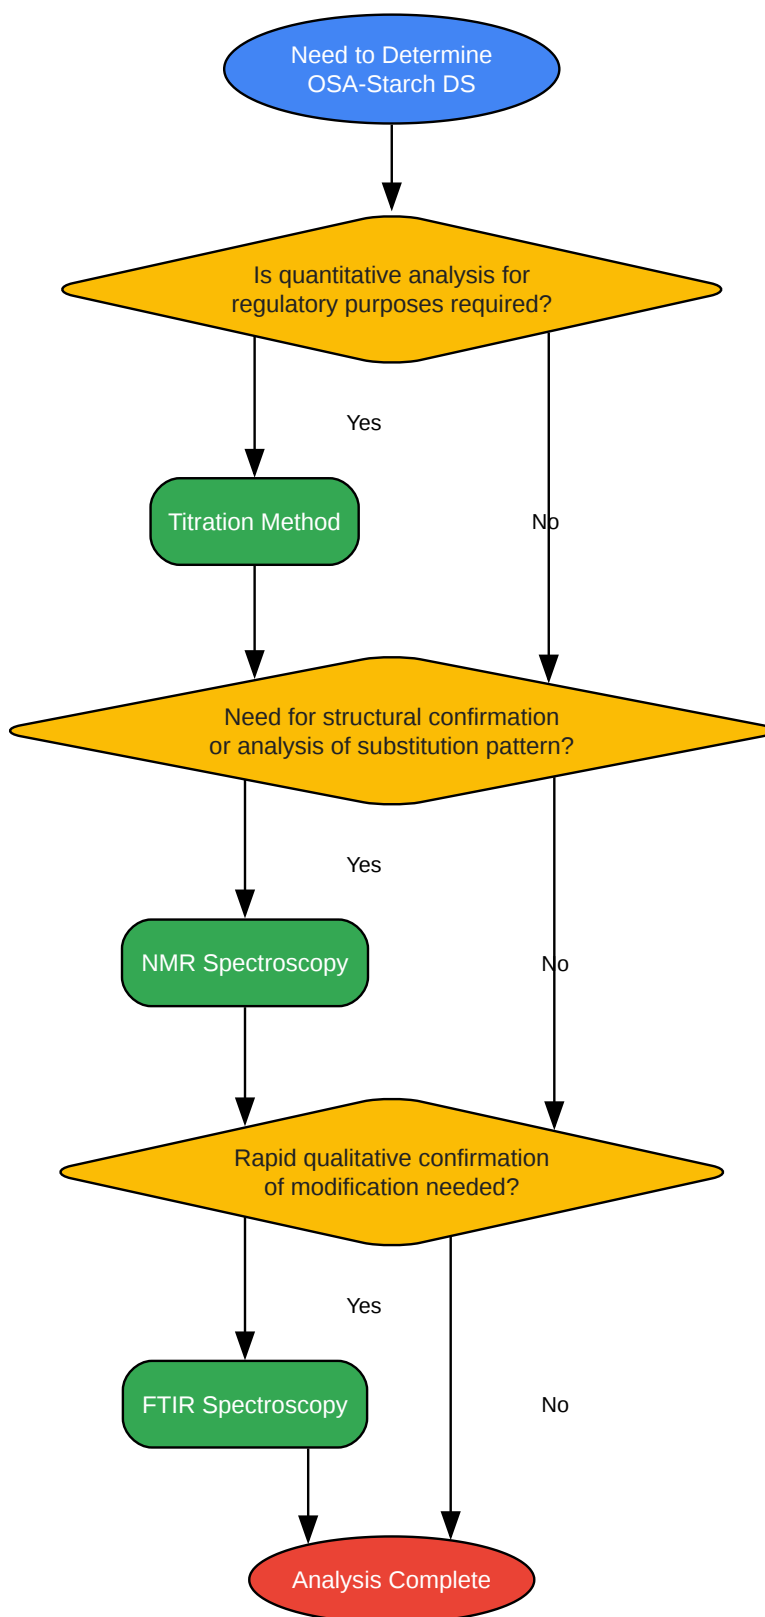 Need to Determine
OSA-Starch DS
Is quantitative analysis for
regulatory purposes required?
Yes
Titration Method
No
Need for structural confirmation
or analysis of substitution pattern?
Yes
NMR Spectroscopy
No
Rapid qualitative confirmation
of modification needed?
Yes
FTIR Spectroscopy
No
Analysis Complete